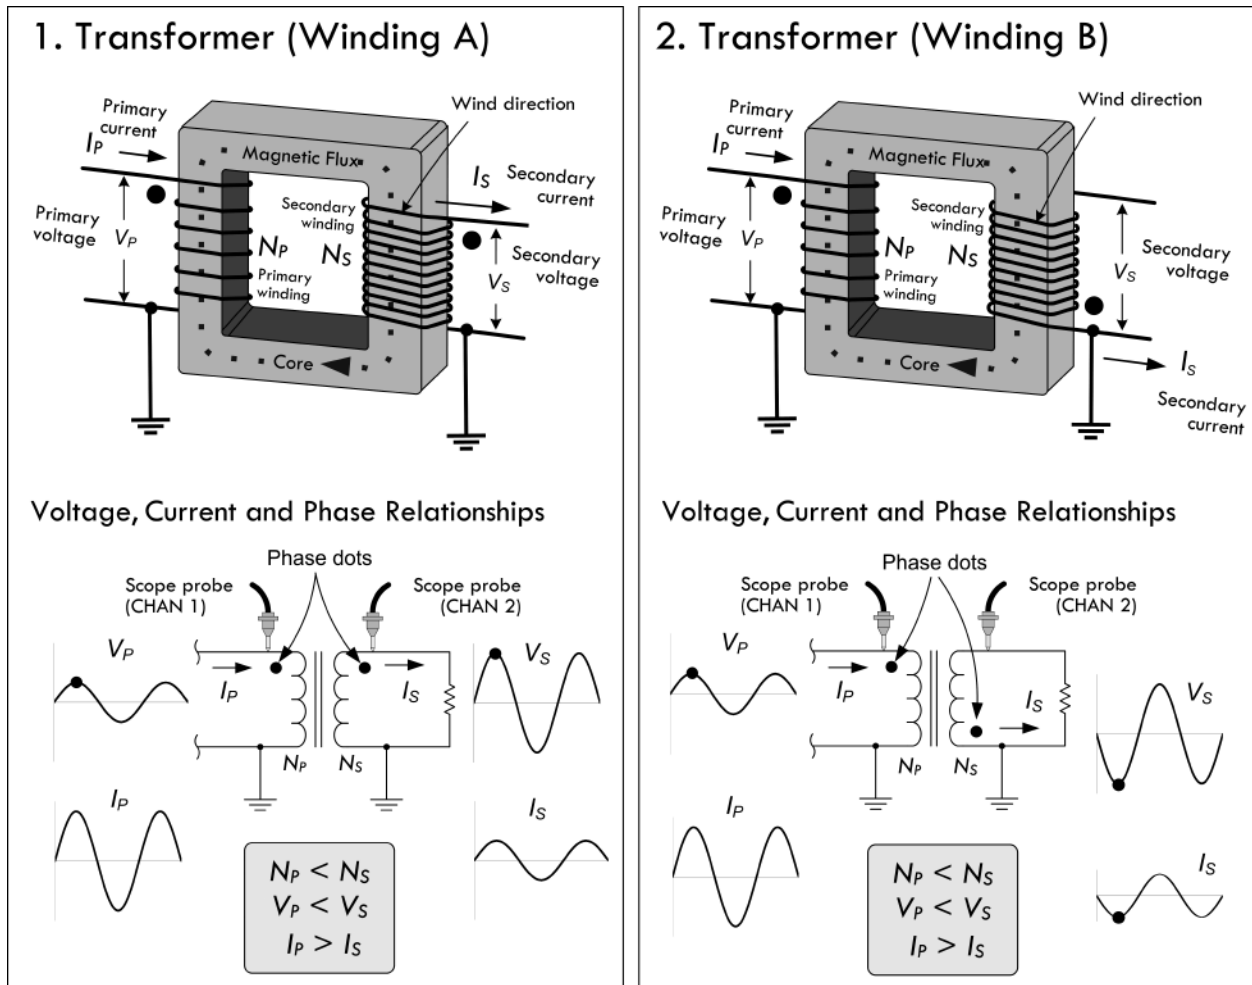 1. Transformer (Winding A)
Wind direction
Primary
current
IP
Magnetic Flux
IS
Secondary
current
Primary
voltage
VP
Secondary
winding
NP
NS
Primary
winding
VS
Secondary
voltage
Core
Voltage, Current and Phase Relationships
Phase dots
Scope probe
(CHAN 1)
Scope probe
(CHAN 2)
VP
VS
IP
IS
NP
NS
IP
IS
NP < NS
VP < VS
IP > IS
2. Transformer (Winding B)
Wind direction
Primary
current
IP
Magnetic Flux
Primary
voltage
VP
Secondary
winding
NP
NS
Primary
winding
VS
Secondary
voltage
Core
IS
Secondary
current
Voltage, Current and Phase Relationships
Phase dots
Scope probe
(CHAN 1)
Scope probe
(CHAN 2)
VP
IP
IS
VS
NP
NS
IP
IS
NP < NS
VP < VS
IP > IS